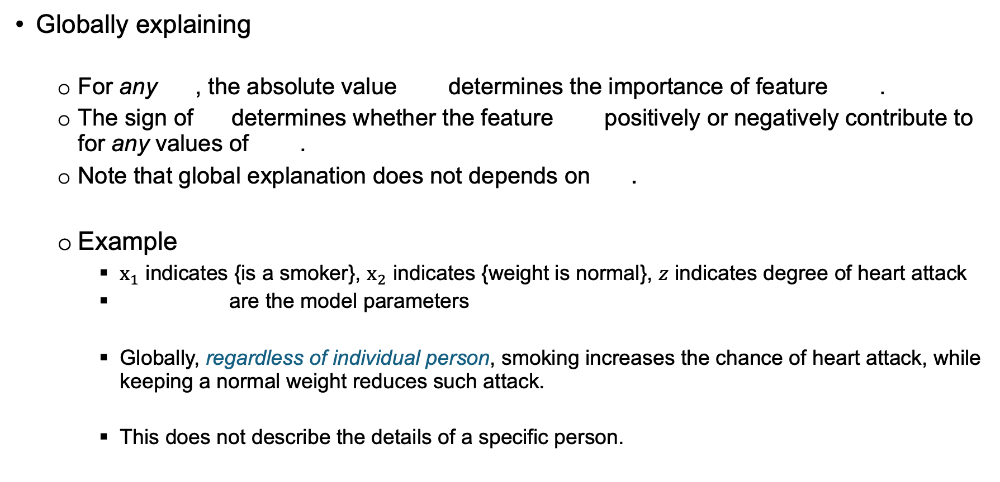 • Globally explaining
○ For any , the absolute value determines the importance of feature .
○ The sign of determines whether the feature positively or negatively contribute to
for any values of .
○ Note that global explanation does not depends on .
○ Example
▪ x₁ indicates {is a smoker}, x₂ indicates {weight is normal}, z indicates degree of heart attack
▪ are the model parameters
▪ Globally, regardless of individual person, smoking increases the chance of heart attack, while
keeping a normal weight reduces such attack.
▪ This does not describe the details of a specific person.